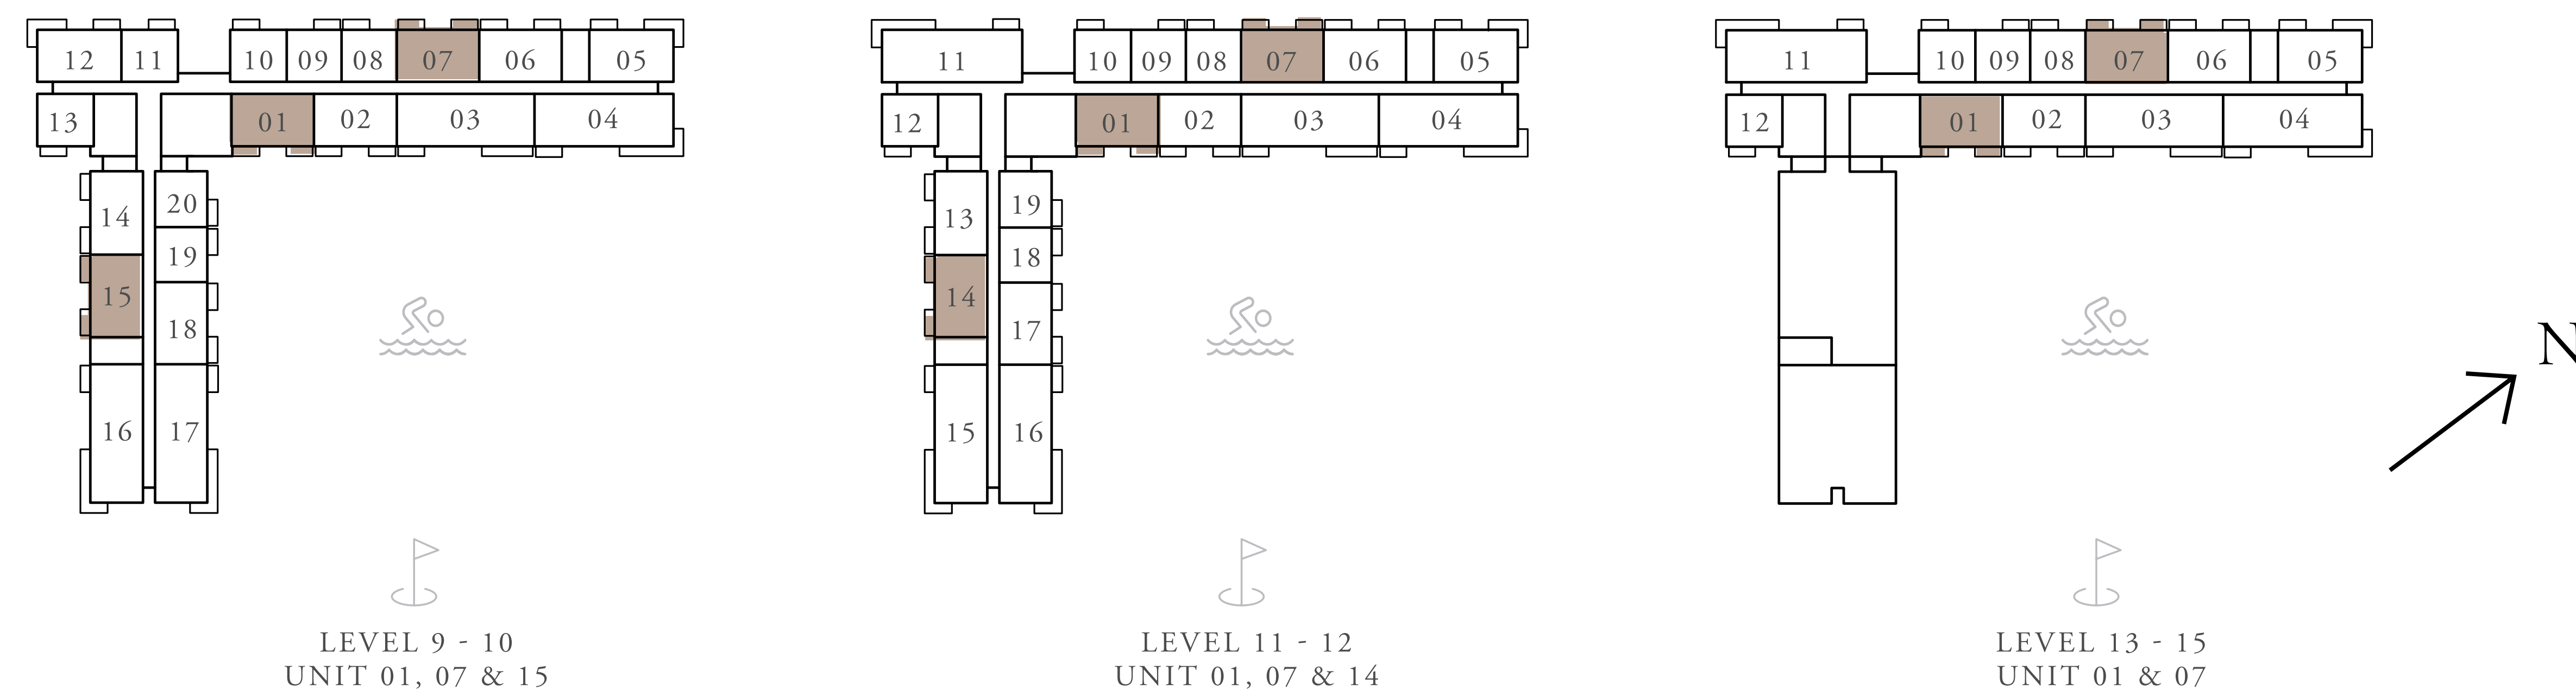 12 11 10 09 08 07 06 05
13 01 02 03 04
14 20
19
15
18
16 17
LEVEL 9 - 10
UNIT 01, 07 & 15
11 10 09 08 07 06 05
12 01 02 03 04
13 19
18
14
17
15 16
LEVEL 11 - 12
UNIT 01, 07 & 14
11 10 09 08 07 06 05
12 01 02 03 04
LEVEL 13 - 15
UNIT 01 & 07
N